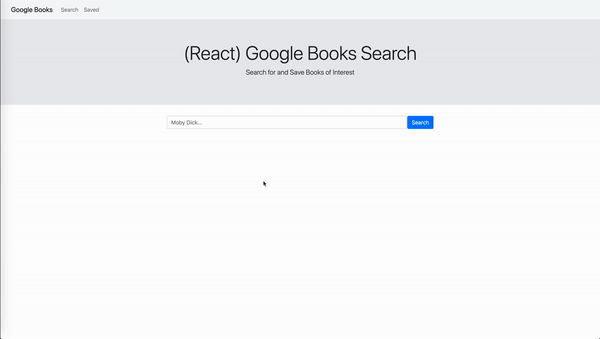 Google Books Search Saved
(React) Google Books Search
Search for and Save Books of Interest
Moby Dick... Search